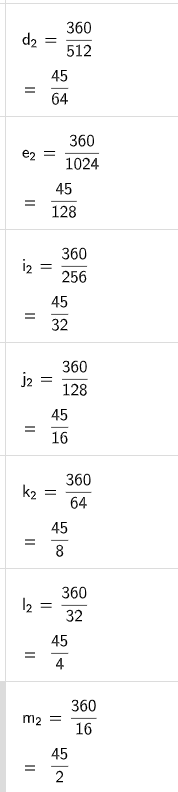 d₂ = 360/512
= 45/64
e₂ = 360/1024
= 45/128
i₂ = 360/256
= 45/32
j₂ = 360/128
= 45/16
k₂ = 360/64
= 45/8
l₂ = 360/32
= 45/4
m₂ = 360/16
= 45/2